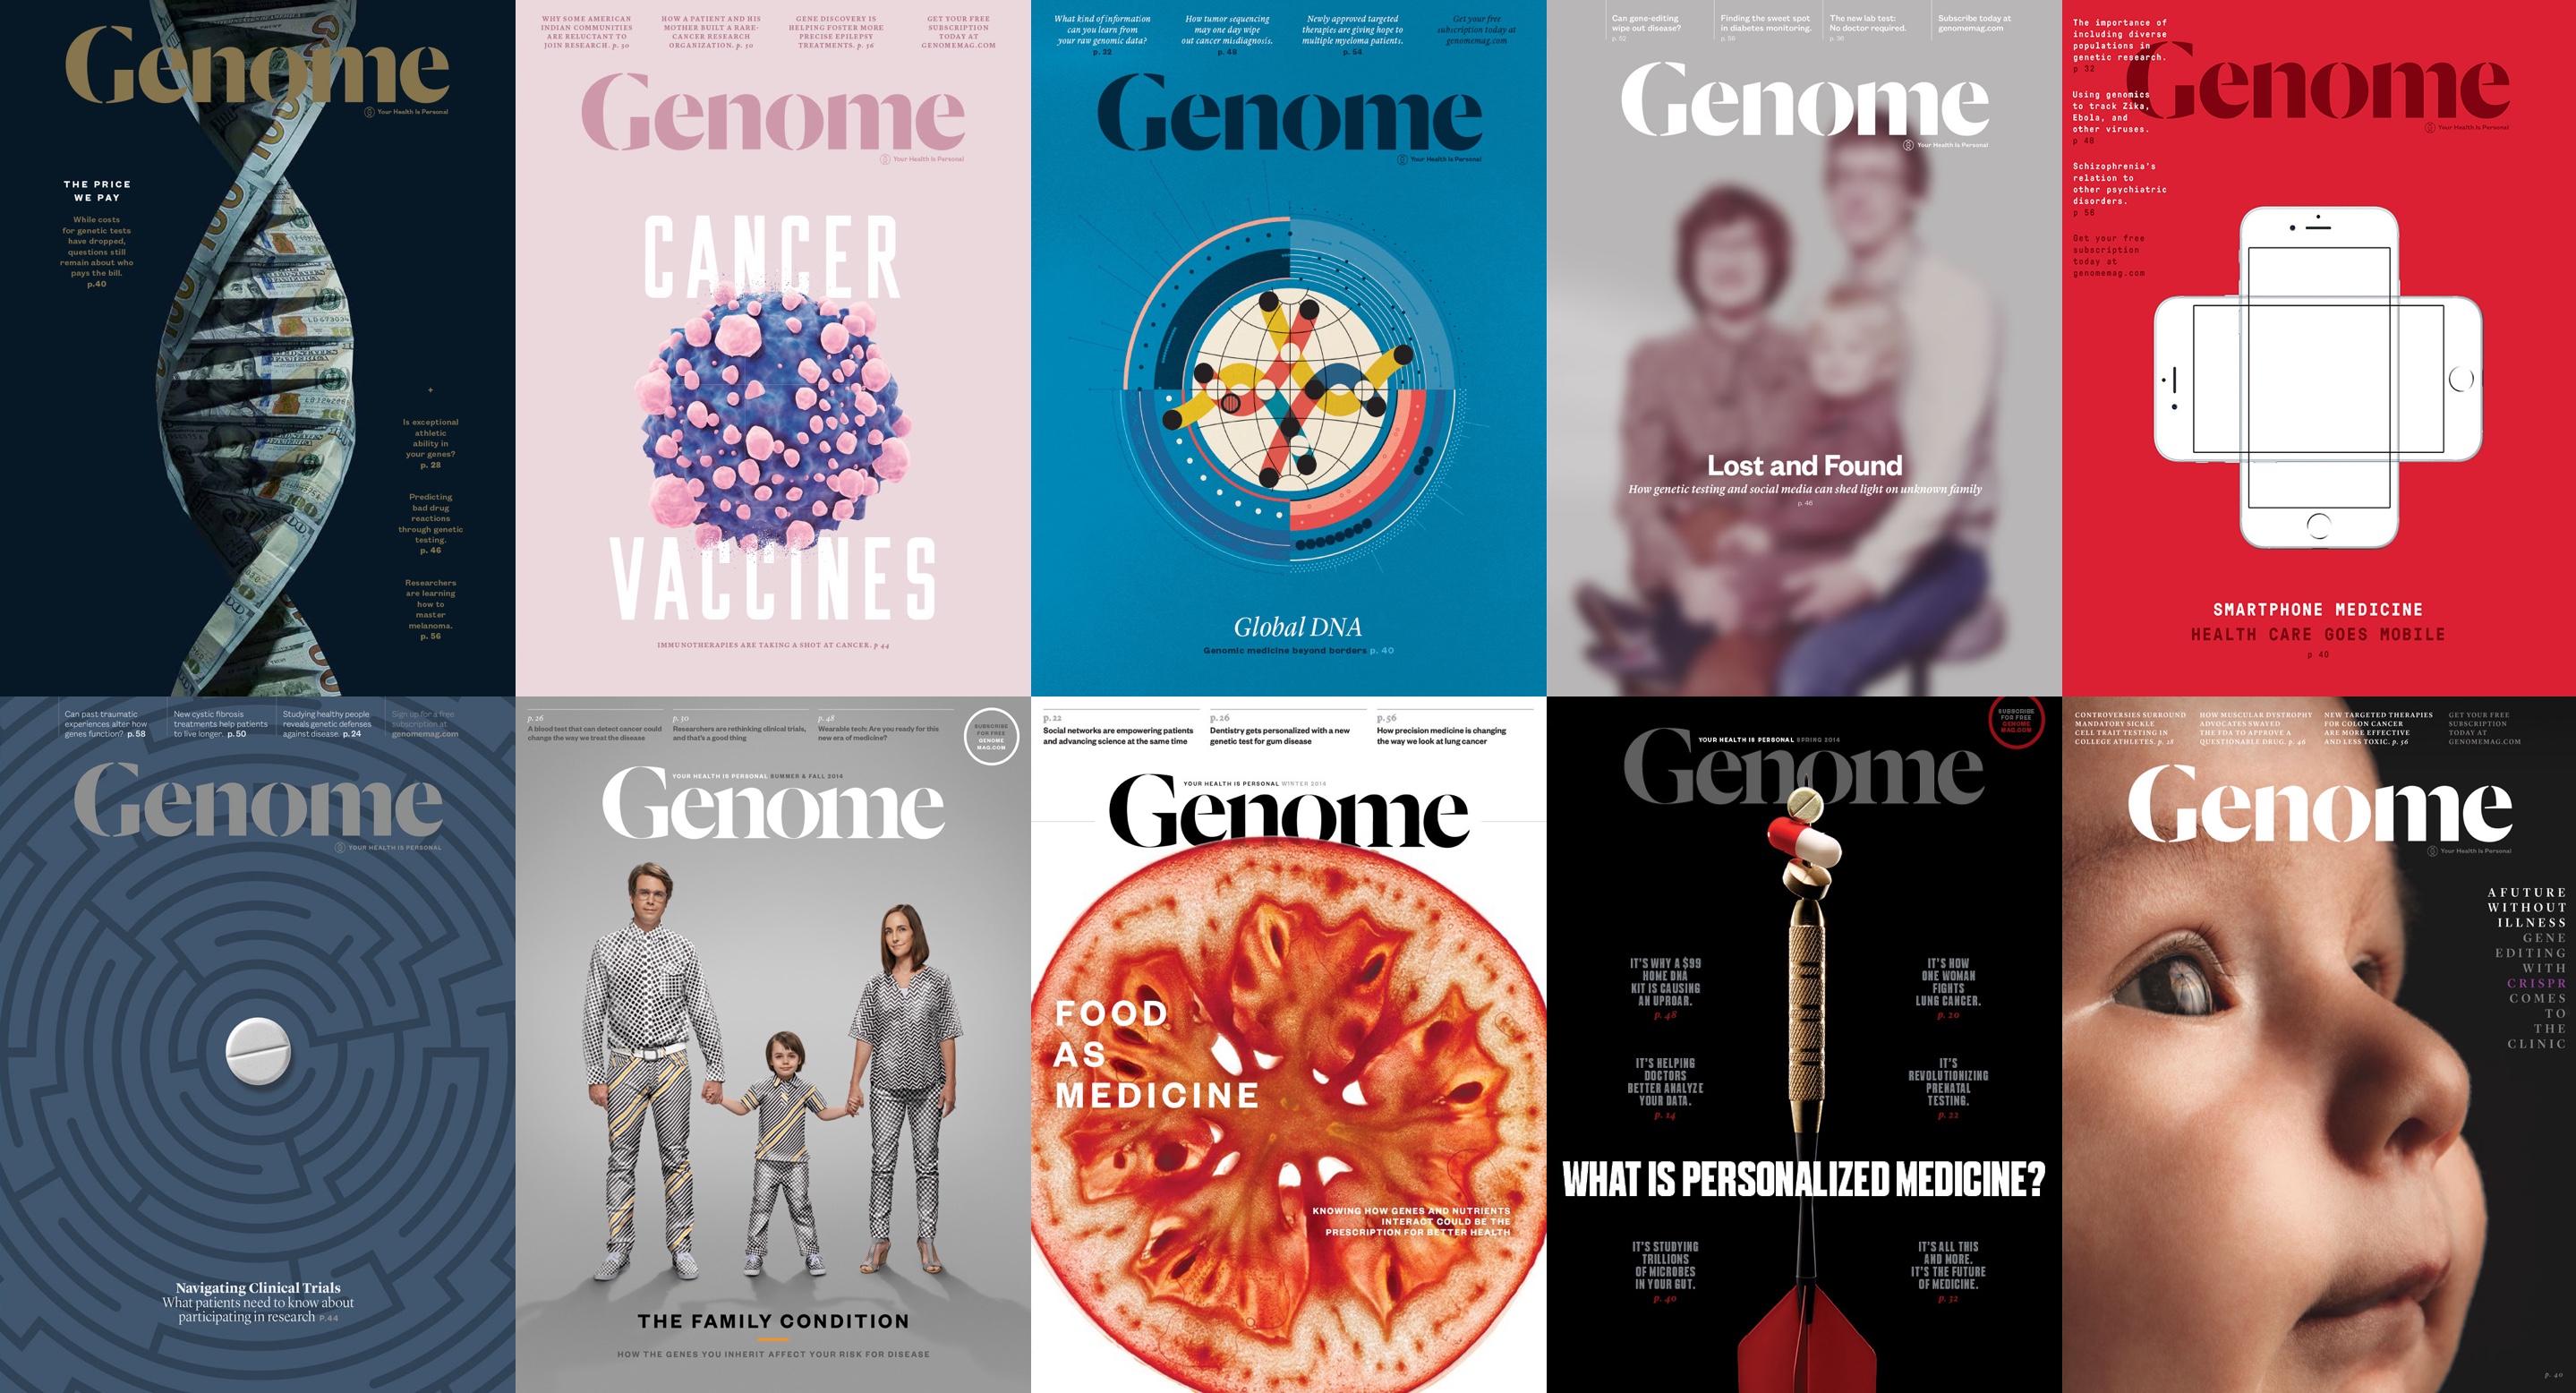 Genome
Your Health Is Personal
THE PRICE
WE PAY
While costs
for genetic tests
have dropped,
questions still
remain about who
pays the bill.
p.40
+
Is exceptional
athletic
ability in
your genes?
p. 28
Predicting
bad drug
reactions
through genetic
testing.
p. 46
Researchers
are learning
how to
master
melanoma.
p. 56
WHY SOME AMERICAN
INDIAN COMMUNITIES
ARE RELUCTANT TO
JOIN RESEARCH. p. 30
HOW A PATIENT AND HIS
MOTHER BUILT A RARE-
CANCER RESEARCH
ORGANIZATION. p. 50
GENE DISCOVERY IS
HELPING FOSTER MORE
PRECISE EPILEPSY
TREATMENTS. p. 36
GET YOUR FREE
SUBSCRIPTION
TODAY AT
GENOMEMAG.COM
Genome
Your Health Is Personal
CANCER
VACCINES
IMMUNOTHERAPIES ARE TAKING A SHOT AT CANCER. p 44
What kind of information
can you learn from
your raw genomic data?
p. 22
How tumor sequencing
may one day wipe
out cancer misdiagnosis.
p. 48
Newly approved targeted
therapies are giving hope to
multiple myeloma patients.
p. 54
Get your free
subscription today at
genomemag.com
Genome
Your Health Is Personal
Global DNA
Genomic medicine beyond borders p. 40
Can gene-editing
wipe out disease?
p. 52
Finding the sweet spot
in diabetes monitoring.
p. 58
The new lab test:
No doctor required.
p. 36
Subscribe today at
genomemag.com
Genome
Your Health Is Personal
Lost and Found
How genetic testing and social media can shed light on unknown family
p. 46
The importance of
including diverse
populations in
genetic research.
p 32
Using genomics
to track Zika,
Ebola, and
other viruses.
p 48
Schizophrenia's
relation to
other psychiatric
disorders.
p 56
Get your free
subscription
today at
genomemag.com
Genome
Your Health Is Personal
SMARTPHONE MEDICINE
HEALTH CARE GOES MOBILE
p 40
Can past traumatic
experiences alter how
genes function? p. 58
New cystic fibrosis
treatments help patients
to live longer. p. 50
Studying healthy people
reveals genetic defenses
against disease. p. 24
Sign up for a free
subscription at
genomemag.com
Genome
YOUR HEALTH IS PERSONAL
Navigating Clinical Trials
What patients need to know about
participating in research P.44
p. 26
A blood test that can detect cancer could
change the way we treat the disease
p. 30
Researchers are rethinking clinical trials,
and that's a good thing
p. 48
Wearable tech: Are you ready for this
new era of medicine?
SUBSCRIBE
FOR FREE
GENOME
MAG.COM
YOUR HEALTH IS PERSONAL SUMMER & FALL 2014
Genome
THE FAMILY CONDITION
HOW THE GENES YOU INHERIT AFFECT YOUR RISK FOR DISEASE
p. 22
Social networks are empowering patients
and advancing science at the same time
p. 26
Dentistry gets personalized with a new
genetic test for gum disease
p. 56
How precision medicine is changing
the way we look at lung cancer
YOUR HEALTH IS PERSONAL WINTER 2014
Genome
FOOD
AS
MEDICINE
KNOWING HOW GENES AND NUTRIENTS
INTERACT COULD BE THE
PRESCRIPTION FOR BETTER HEALTH
SUBSCRIBE
FOR FREE
GENOME
MAG.COM
YOUR HEALTH IS PERSONAL SPRING 2014
Genome
IT'S WHY A $99
HOME DNA
KIT IS CAUSING
AN UPROAR.
p. 48
IT'S HOW
ONE WOMAN
FIGHTS
LUNG CANCER.
p. 20
IT'S HELPING
DOCTORS
BETTER ANALYZE
YOUR DATA.
p. 14
IT'S
REVOLUTIONIZING
PRENATAL
TESTING.
p. 22
WHAT IS PERSONALIZED MEDICINE?
IT'S STUDYING
TRILLIONS
OF MICROBES
IN YOUR GUT.
p. 40
IT'S ALL THIS
AND MORE.
IT'S THE FUTURE
OF MEDICINE.
p. 32
CONTROVERSIES SURROUND
MANDATORY SICKLE
CELL TRAIT TESTING IN
COLLEGE ATHLETES. p. 28
HOW MUSCULAR DYSTROPHY
ADVOCATES SWAYED
THE FDA TO APPROVE A
QUESTIONABLE DRUG. p. 46
NEW TARGETED THERAPIES
FOR COLON CANCER
ARE MORE EFFECTIVE
AND LESS TOXIC. p. 56
GET YOUR FREE
SUBSCRIPTION
TODAY AT
GENOMEMAG.COM
Genome
Your Health Is Personal
A FUTURE
WITHOUT
ILLNESS
GENE
EDITING
WITH
CRISPR
COMES
TO
THE
CLINIC
p. 40